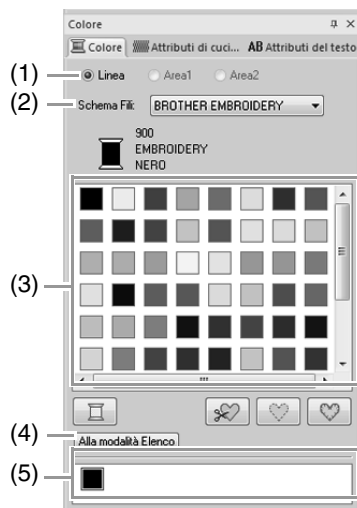 Colore
Colore Attributi di cuci... AB Attributi del testo
(1) Linea Area1 Area2
(2) Schema Fili: BROTHER EMBROIDERY
900
EMBROIDERY
NERO
(3)
(4) Alla modalità Elenco
(5)